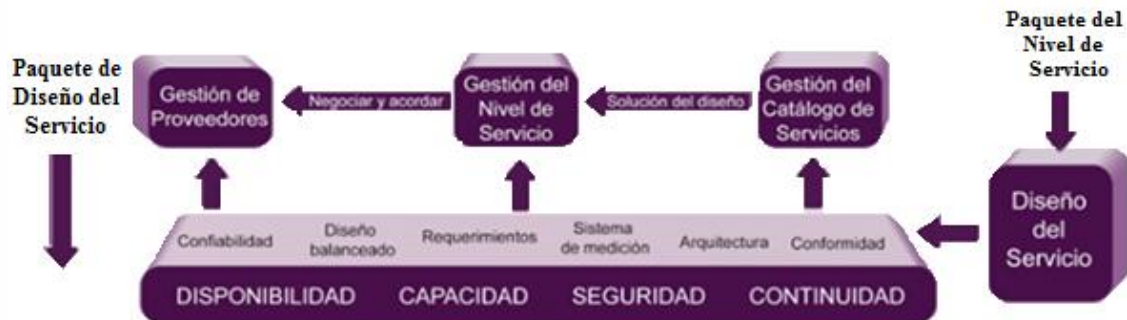 Paquete de
Diseño del
Servicio
Gestión de
Proveedores
Negociar y acordar
Gestión del
Nivel de
Servicio
Solución del diseño
Gestión del
Catálogo de
Servicios
Paquete del
Nivel de
Servicio
Diseño
del
Servicio
Confiabilidad
Diseño
balanceado
Requerimientos
Sistema
de medición
Arquitectura
Conformidad
DISPONIBILIDAD
CAPACIDAD
SEGURIDAD
CONTINUIDAD